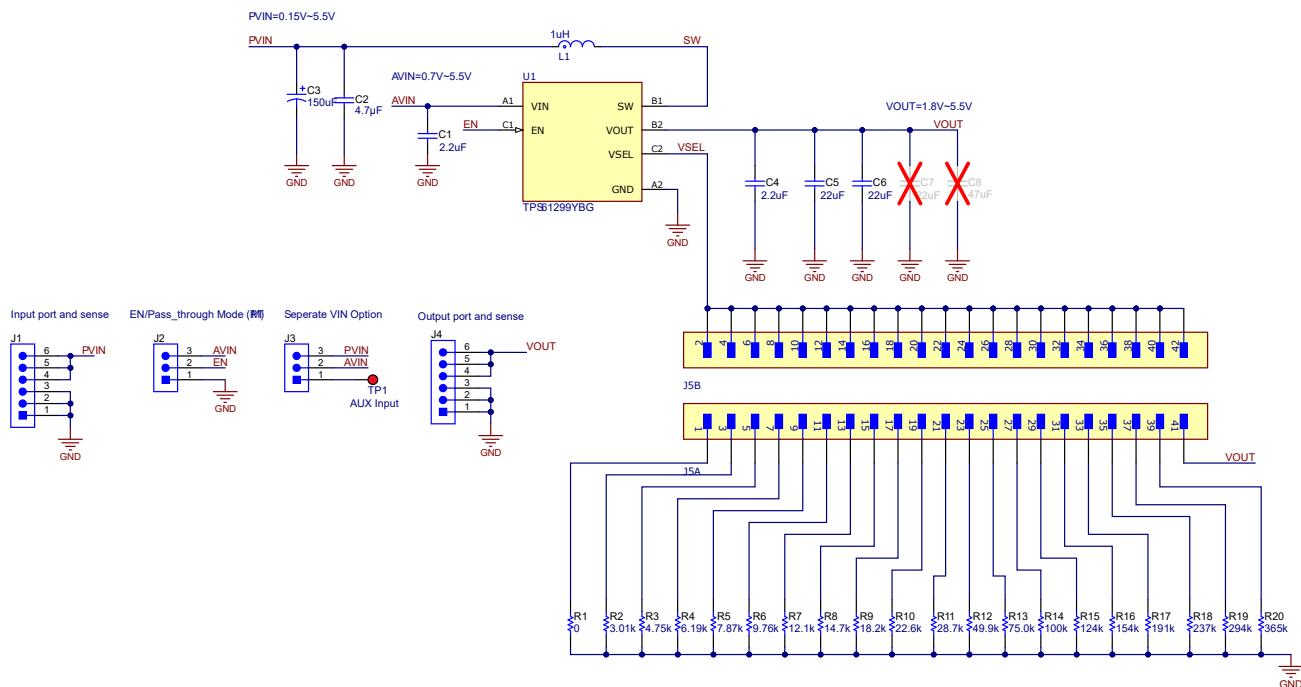 PVIN=0.15V~5.5V
PVIN
1uH
L1
SW
C3
150uF
C2
4.7µF
GND
GND
AVIN=0.7V~5.5V
AVIN
EN
C1
2.2uF
GND
U1
A1
VIN
C1
EN
SW
B1
VOUT
B2
VSEL
C2
GND
A2
TPS61299YBG
GND
VSEL
VOUT=1.8V~5.5V
VOUT
C4
2.2uF
C5
22uF
C6
22uF
C7
22uF
C8
47uF
GND
GND
GND
GND
GND
Input port and sense
J1
6
5
4
3
2
1
PVIN
GND
EN/Pass_through Mode
J2
3
2
1
AVIN
EN
GND
Seperate VIN Option
J3
3
2
1
PVIN
AVIN
TP1
AUX Input
Output port and sense
J4
6
5
4
3
2
1
VOUT
GND
2 4 6 8 10 12 14 16 18 20 22 24 26 28 30 32 34 36 38 40 42
J5B
1 3 5 7 9 11 13 15 17 19 21 23 25 27 29 31 33 35 37 39 41
J5A
VOUT
R1
0
R2
3.01k
R3
4.75k
R4
6.19k
R5
7.87k
R6
9.76k
R7
12.1k
R8
14.7k
R9
18.2k
R10
22.6k
R11
28.7k
R12
49.9k
R13
75.0k
R14
100k
R15
124k
R16
154k
R17
191k
R18
237k
R19
294k
R20
365k
GND